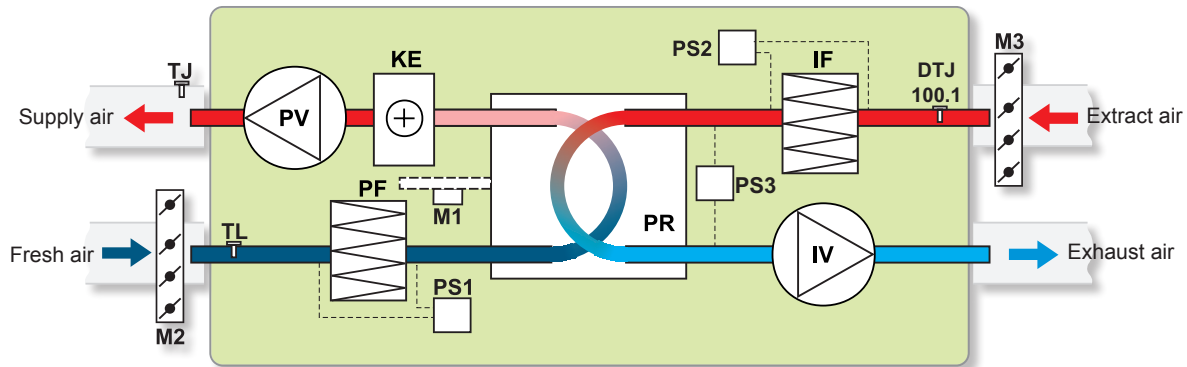 TJ
KE
PS2
IF
M3
DTJ
100.1
Supply air
PV
Extract air
PF
M1
PS3
PR
TL
Fresh air
IV
Exhaust air
PS1
M2